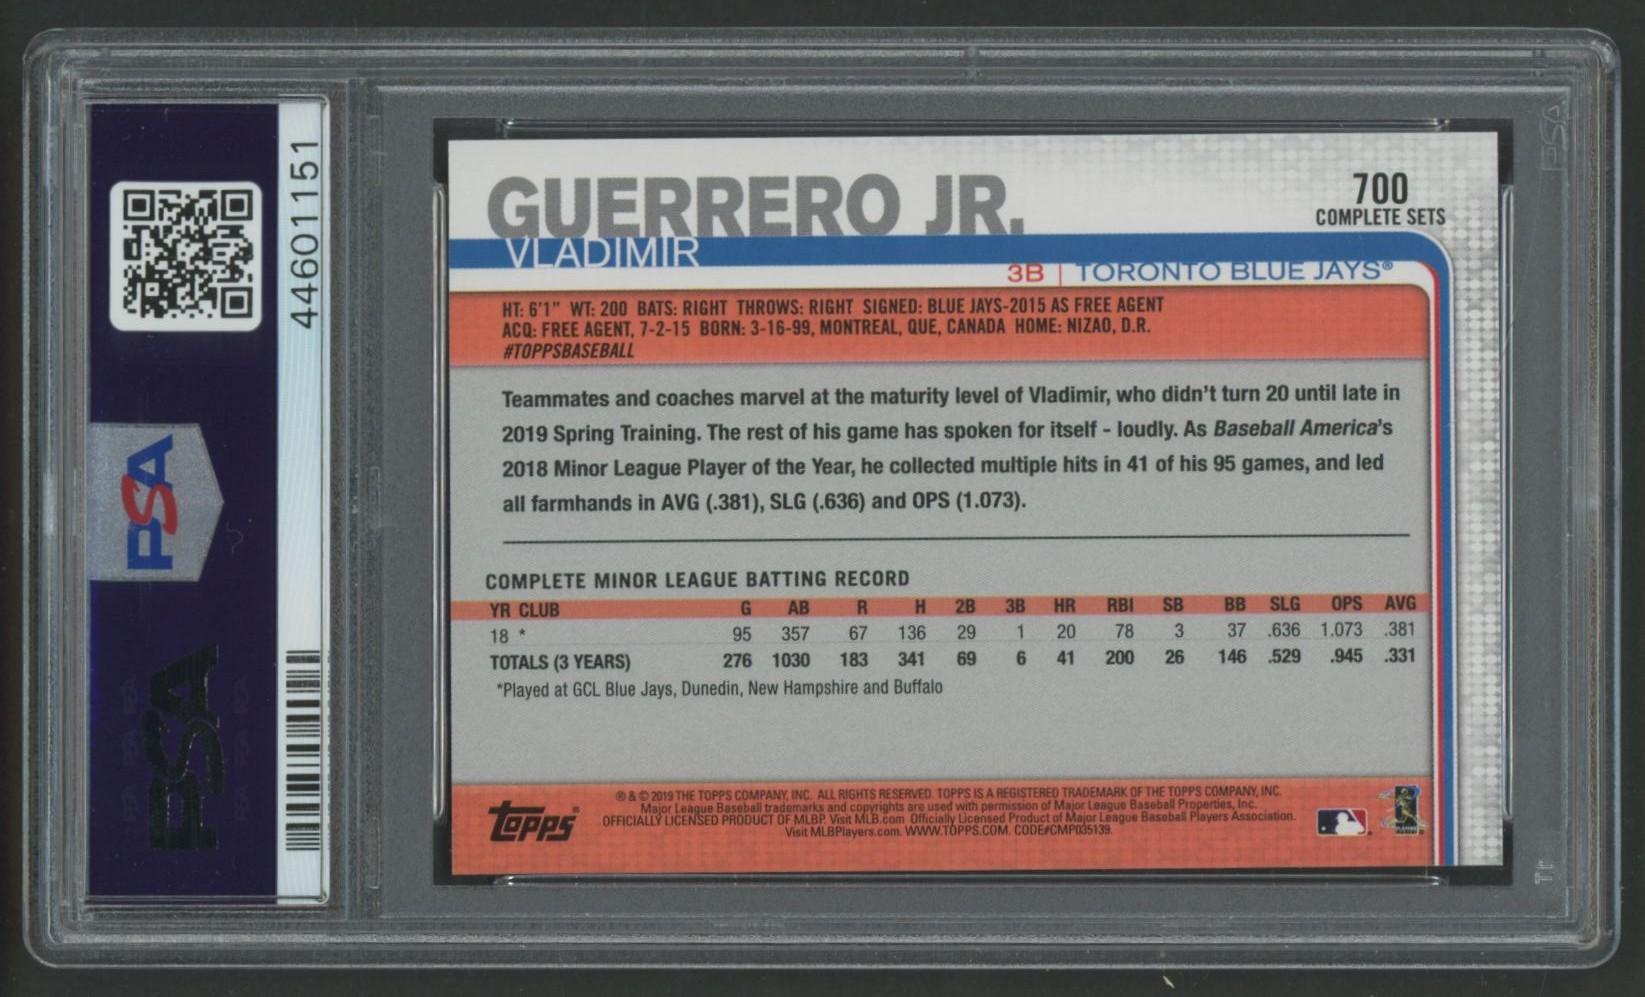 44601151
PSA
PSA
PSA
GUERRERO JR.
VLADIMIR
700
COMPLETE SETS
3B | TORONTO BLUE JAYS®
HT: 6'1" WT: 200 BATS: RIGHT THROWS: RIGHT SIGNED: BLUE JAYS-2015 AS FREE AGENT
ACQ: FREE AGENT, 7-2-15 BORN: 3-16-99, MONTREAL, QUE, CANADA HOME: NIZAO, D.R.
#TOPPSBASEBALL
Teammates and coaches marvel at the maturity level of Vladimir, who didn't turn 20 until late in
2019 Spring Training. The rest of his game has spoken for itself - loudly. As Baseball America's
2018 Minor League Player of the Year, he collected multiple hits in 41 of his 95 games, and led
all farmhands in AVG (.381), SLG (.636) and OPS (1.073).
COMPLETE MINOR LEAGUE BATTING RECORD
YR CLUB G AB R H 2B 3B HR RBI SB BB SLG OPS AVG
18 * 95 357 67 136 29 1 20 78 3 37 .636 1.073 .381
TOTALS (3 YEARS) 276 1030 183 341 69 6 41 200 26 146 .529 .945 .331
*Played at GCL Blue Jays, Dunedin, New Hampshire and Buffalo
Topps®
® & © 2019 THE TOPPS COMPANY, INC. ALL RIGHTS RESERVED. TOPPS IS A REGISTERED TRADEMARK OF THE TOPPS COMPANY, INC.
Major League Baseball trademarks and copyrights are used with permission of Major League Baseball Properties, Inc.
OFFICIALLY LICENSED PRODUCT OF MLBP. Visit MLB.com Officially Licensed Product of Major League Baseball Players Association.
Visit MLBPlayers.com. WWW.TOPPS.COM. CODE#CMP035139.